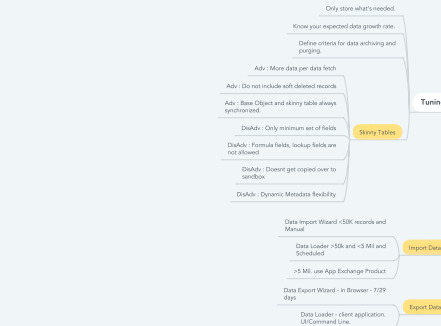 Only store what's needed.
Know your expected data growth rate.
Define criteria for data archiving and
purging.
Adv : More data per data fetch
Adv : Do not include soft deleted records
Adv : Base Object and skinny table always
synchronized.
DisAdv : Only minimum set of fields
DisAdv : Formula fields, lookup fields are
not allowed
DisAdv : Doesnt get copied over to
sandbox
DisAdv : Dynamic Metadata flexibility
Skinny Tables
Tunin
Data Import Wizard <50K records and
Manual
Data Loader >50k and <5 Mil and
Scheduled
>5 Mil. use App Exchange Product
Import Data
Data Export Wizard - in Browser - 7/29
days
Data Loader - client application.
UI/Command Line.
Export Data